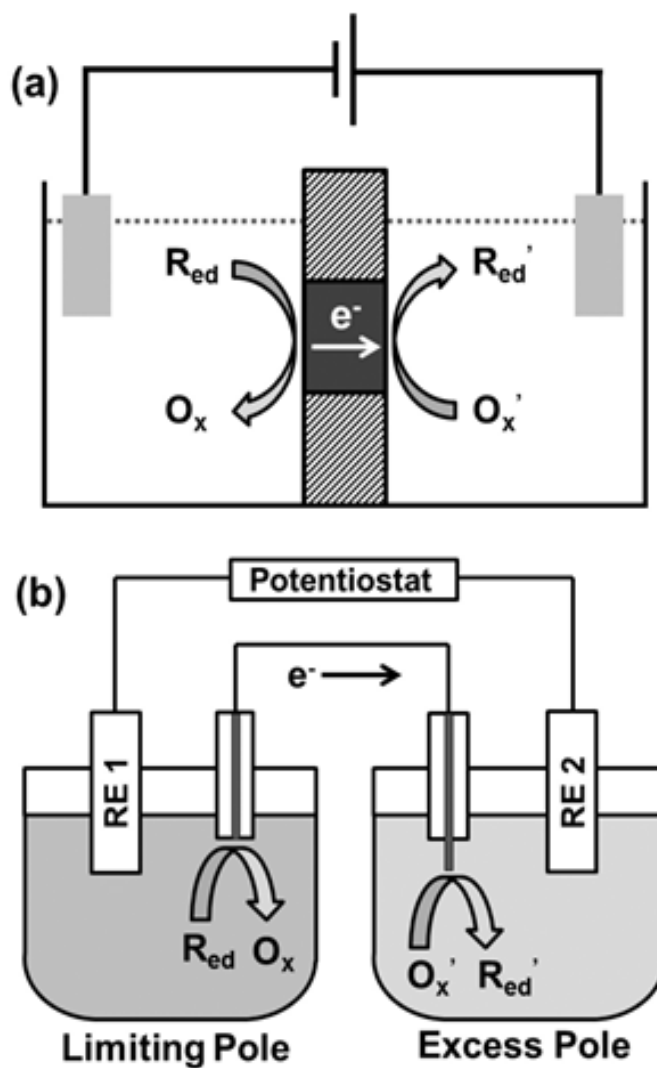 (a)
Red Red'
e-
Ox Ox'
(b)
Potentiostat
e-
RE 1
RE 2
Red Ox
Ox' Red'
Limiting Pole Excess Pole